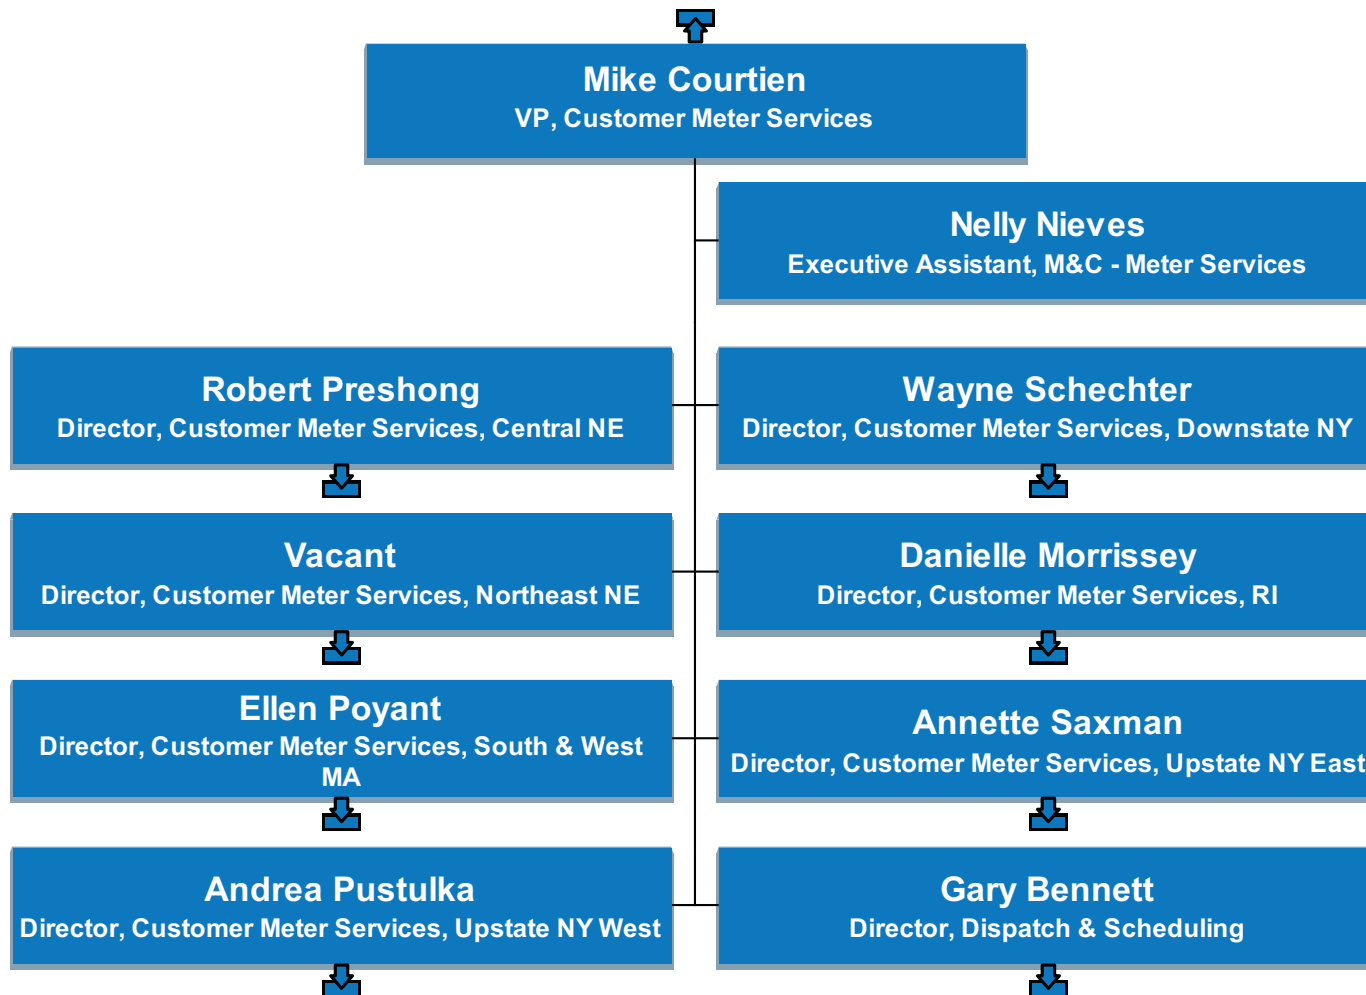 Mike Courtien
VP, Customer Meter Services
Nelly Nieves
Executive Assistant, M&C - Meter Services
Robert Preshong
Director, Customer Meter Services, Central NE
Wayne Schechter
Director, Customer Meter Services, Downstate NY
Vacant
Director, Customer Meter Services, Northeast NE
Danielle Morrissey
Director, Customer Meter Services, RI
Ellen Poyant
Director, Customer Meter Services, South & West
MA
Annette Saxman
Director, Customer Meter Services, Upstate NY East
Andrea Pustulka
Director, Customer Meter Services, Upstate NY West
Gary Bennett
Director, Dispatch & Scheduling